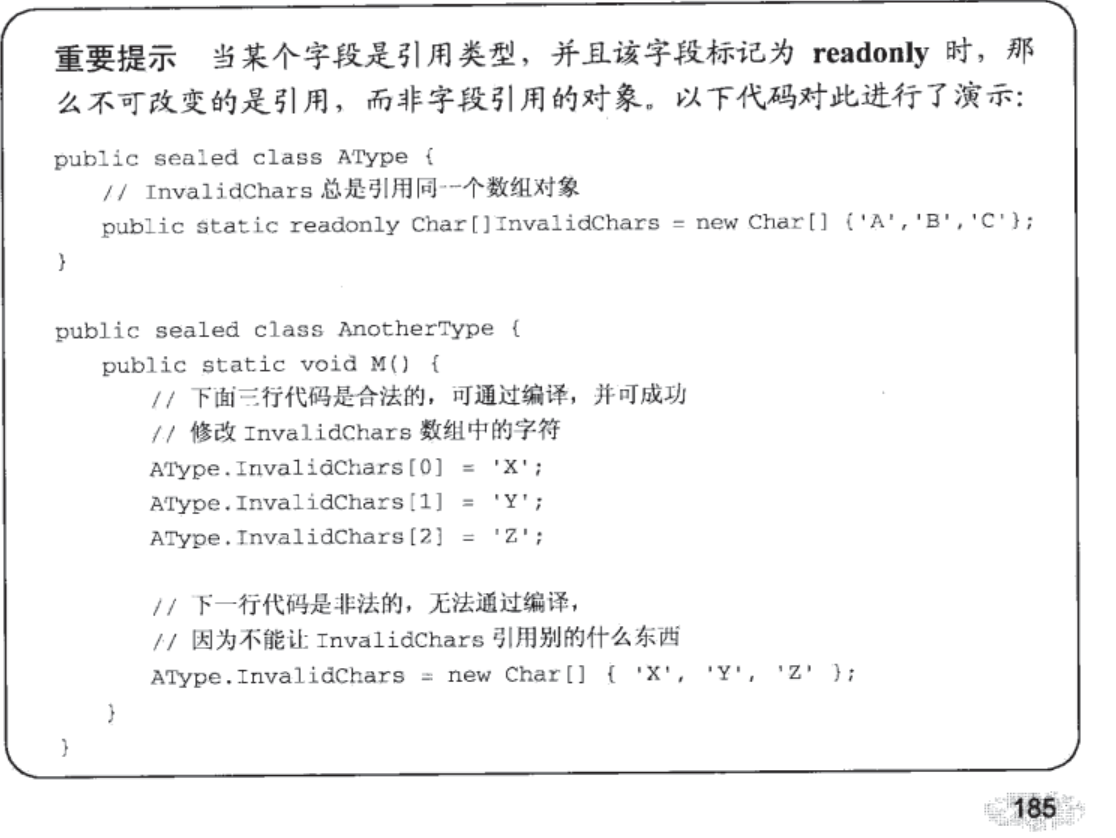 重要提示 当某个字段是引用类型，并且该字段标记为 readonly 时，那
么不可改变的是引用，而非字段引用的对象。以下代码对此进行了演示：
public sealed class AType {
// InvalidChars 总是引用同一个数组对象
public static readonly Char[]InvalidChars = new Char[] {'A','B','C'};
}
public sealed class AnotherType {
public static void M() {
// 下面三行代码是合法的，可通过编译，并可成功
// 修改 InvalidChars 数组中的字符
AType.InvalidChars[0] = 'X';
AType.InvalidChars[1] = 'Y';
AType.InvalidChars[2] = 'Z';
// 下一行代码是非法的，无法通过编译，
// 因为不能让 InvalidChars 引用别的什么东西
AType.InvalidChars = new Char[] { 'X', 'Y', 'Z' };
}
}
185